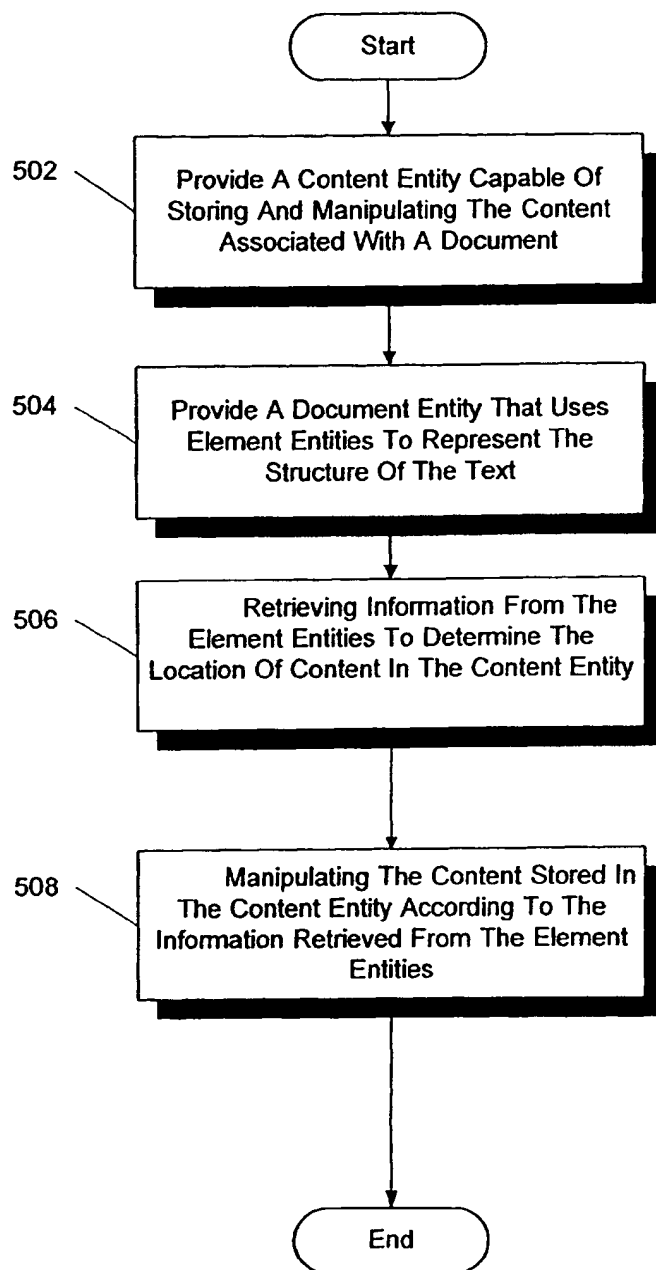 Start
502
Provide A Content Entity Capable Of
Storing And Manipulating The Content
Associated With A Document
504
Provide A Document Entity That Uses
Element Entities To Represent The
Structure Of The Text
506
Retrieving Information From The
Element Entities To Determine The
Location Of Content In The Content Entity
508
Manipulating The Content Stored In
The Content Entity According To The
Information Retrieved From The Element
Entities
End